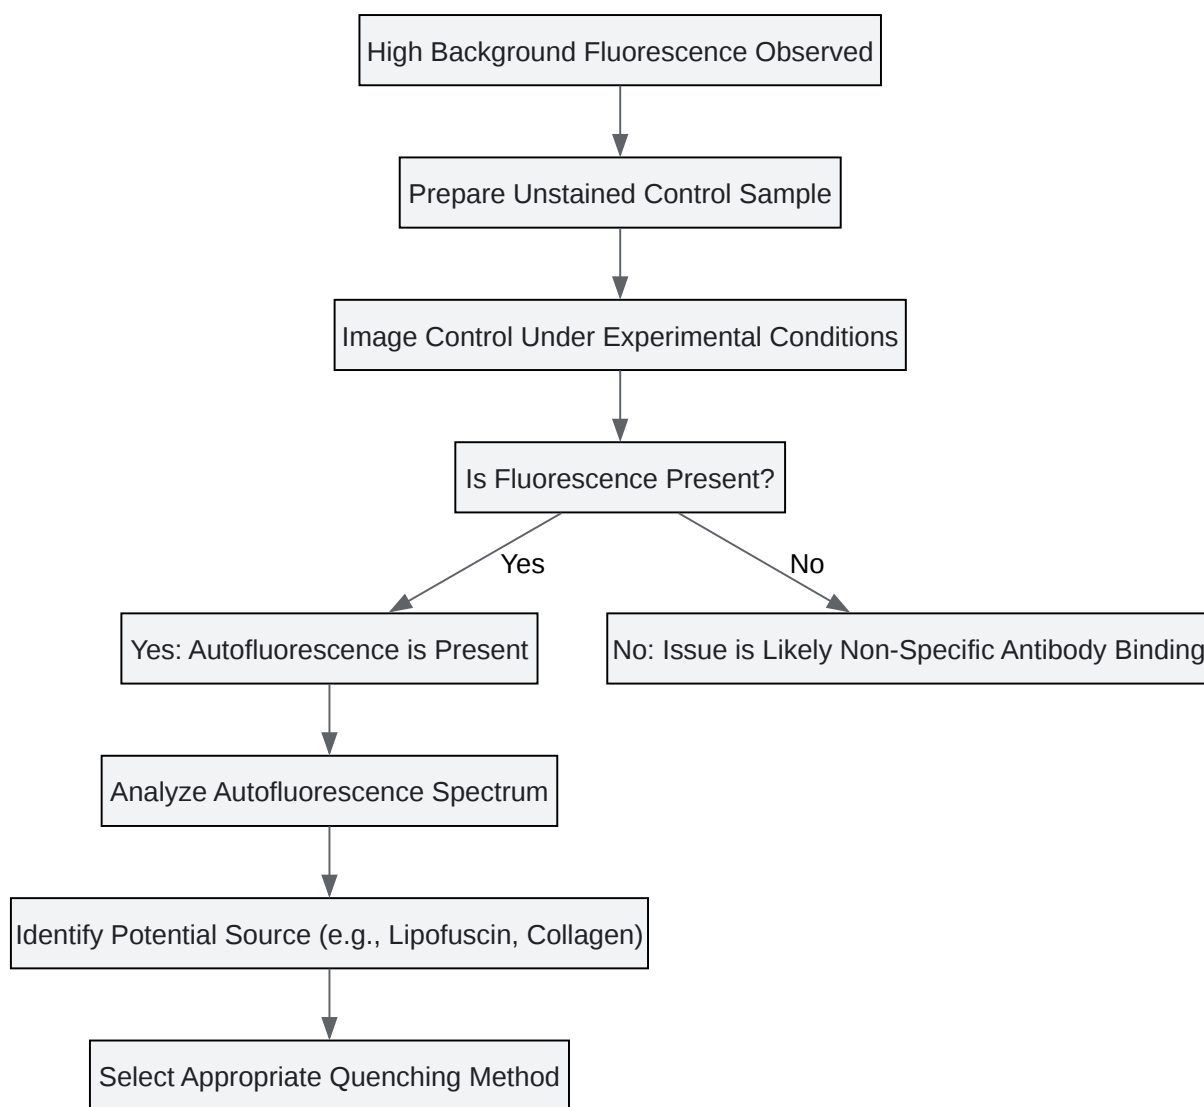 High Background Fluorescence Observed
Prepare Unstained Control Sample
Image Control Under Experimental Conditions
Is Fluorescence Present?
Yes
No
Yes: Autofluorescence is Present
No: Issue is Likely Non-Specific Antibody Binding
Analyze Autofluorescence Spectrum
Identify Potential Source (e.g., Lipofuscin, Collagen)
Select Appropriate Quenching Method